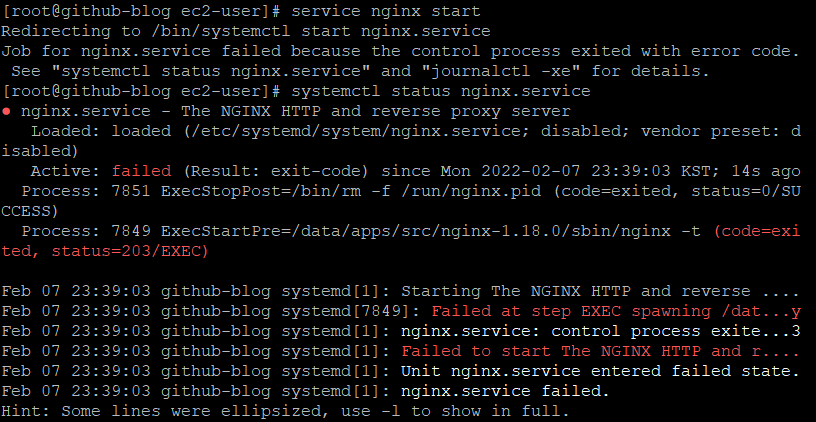 [root@github-blog ec2-user]# service nginx start
Redirecting to /bin/systemctl start nginx.service
Job for nginx.service failed because the control process exited with error code.
 See "systemctl status nginx.service" and "journalctl -xe" for details.
[root@github-blog ec2-user]# systemctl status nginx.service
● nginx.service - The NGINX HTTP and reverse proxy server
   Loaded: loaded (/etc/systemd/system/nginx.service; disabled; vendor preset: d
isabled)
   Active: failed (Result: exit-code) since Mon 2022-02-07 23:39:03 KST; 14s ago
  Process: 7851 ExecStopPost=/bin/rm -f /run/nginx.pid (code=exited, status=0/SU
CCESS)
  Process: 7849 ExecStartPre=/data/apps/src/nginx-1.18.0/sbin/nginx -t (code=exi
ted, status=203/EXEC)

Feb 07 23:39:03 github-blog systemd[1]: Starting The NGINX HTTP and reverse ....
Feb 07 23:39:03 github-blog systemd[7849]: Failed at step EXEC spawning /dat...y
Feb 07 23:39:03 github-blog systemd[1]: nginx.service: control process exite...3
Feb 07 23:39:03 github-blog systemd[1]: Failed to start The NGINX HTTP and r....
Feb 07 23:39:03 github-blog systemd[1]: Unit nginx.service entered failed state.
Feb 07 23:39:03 github-blog systemd[1]: nginx.service failed.
Hint: Some lines were ellipsized, use -l to show in full.